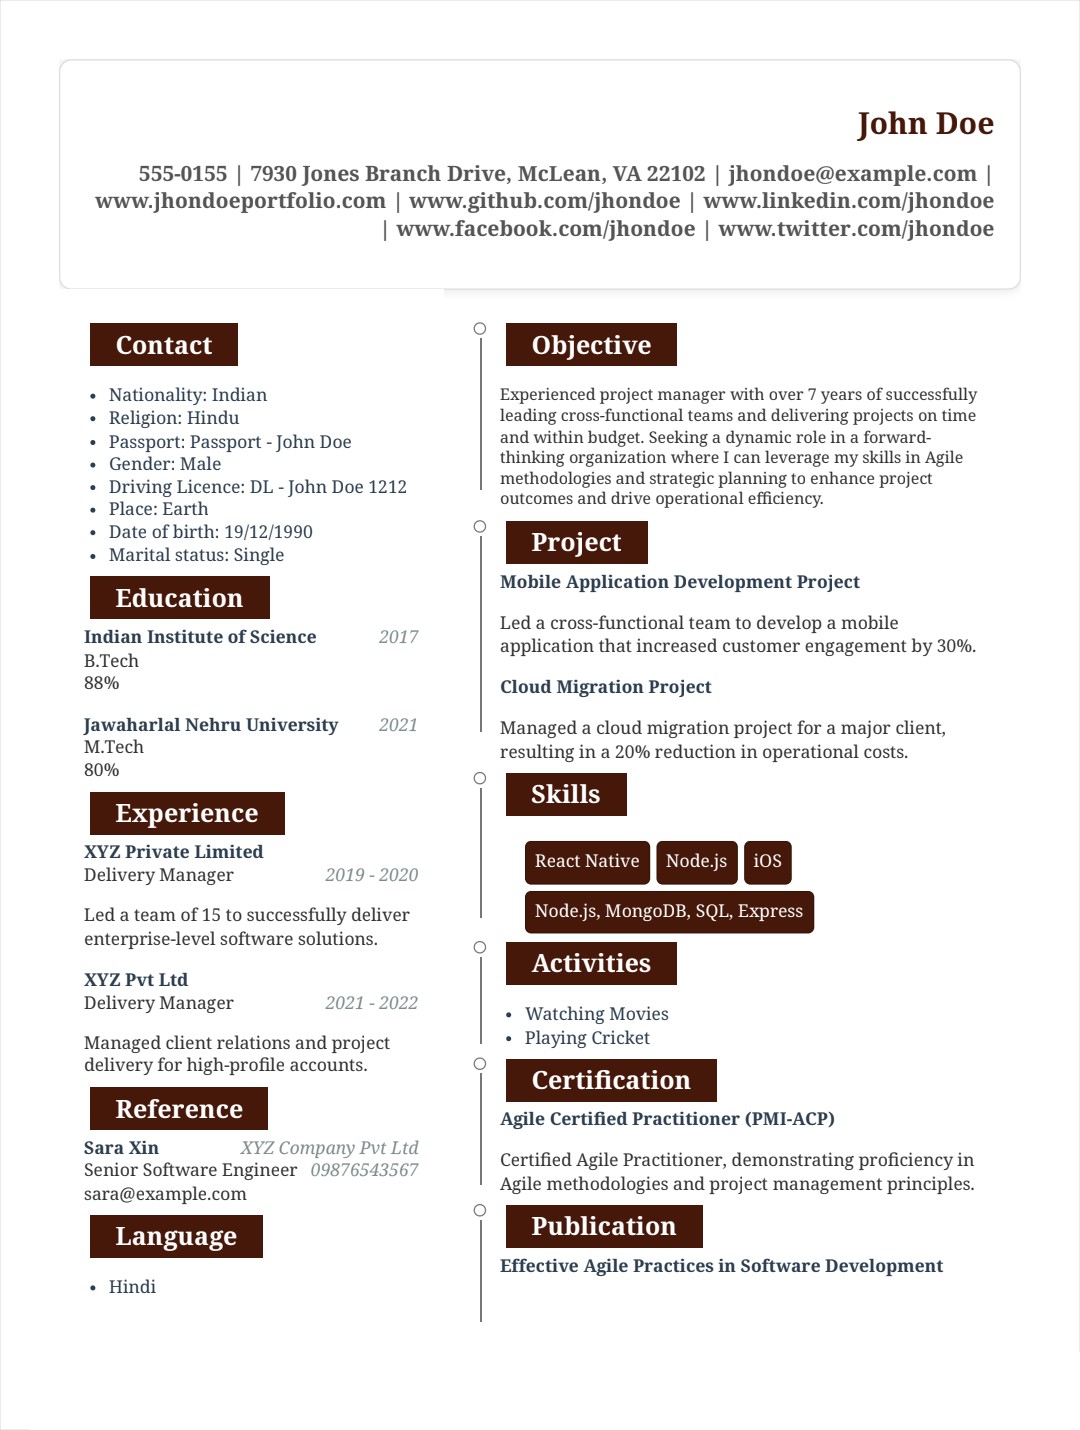 John Doe
555-0155 | 7930 Jones Branch Drive, McLean, VA 22102 | jhondoe@example.com |
www.jhondoeportfolio.com | www.github.com/jhondoe | www.linkedin.com/jhondoe
| www.facebook.com/jhondoe | www.twitter.com/jhondoe
Contact
• Nationality: Indian
• Religion: Hindu
• Passport: Passport - John Doe
• Gender: Male
• Driving Licence: DL - John Doe 1212
• Place: Earth
• Date of birth: 19/12/1990
• Marital status: Single
Education
Indian Institute of Science 2017
B.Tech
88%
Jawaharlal Nehru University 2021
M.Tech
80%
Experience
XYZ Private Limited
Delivery Manager 2019 - 2020
Led a team of 15 to successfully deliver
enterprise-level software solutions.
XYZ Pvt Ltd
Delivery Manager 2021 - 2022
Managed client relations and project
delivery for high-profile accounts.
Reference
Sara Xin XYZ Company Pvt Ltd
Senior Software Engineer 09876543567
sara@example.com
Language
• Hindi
Objective
Experienced project manager with over 7 years of successfully
leading cross-functional teams and delivering projects on time
and within budget. Seeking a dynamic role in a forward-
thinking organization where I can leverage my skills in Agile
methodologies and strategic planning to enhance project
outcomes and drive operational efficiency.
Project
Mobile Application Development Project
Led a cross-functional team to develop a mobile
application that increased customer engagement by 30%.
Cloud Migration Project
Managed a cloud migration project for a major client,
resulting in a 20% reduction in operational costs.
Skills
React Native Node.js iOS
Node.js, MongoDB, SQL, Express
Activities
• Watching Movies
• Playing Cricket
Certification
Agile Certified Practitioner (PMI-ACP)
Certified Agile Practitioner, demonstrating proficiency in
Agile methodologies and project management principles.
Publication
Effective Agile Practices in Software Development